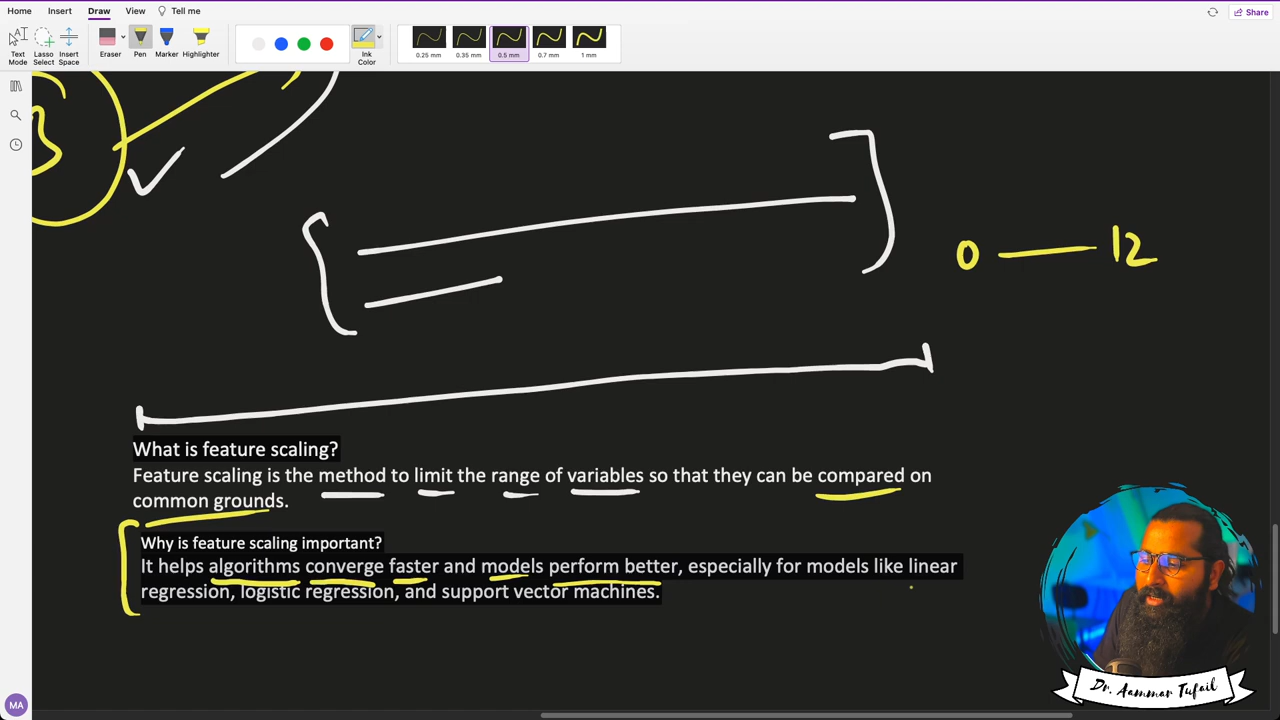 Home Insert Draw View Tell me Share
Text Mode Lasso Select Insert Space Eraser Pen Marker Highlighter Ink Color 0.25 mm 0.35 mm 0.5 mm 0.7 mm 1 mm
3
0 — 12
What is feature scaling?
Feature scaling is the method to limit the range of variables so that they can be compared on
common grounds.
Why is feature scaling important?
It helps algorithms converge faster and models perform better, especially for models like linear
regression, logistic regression, and support vector machines.
MA
Dr. Aammar Tufail